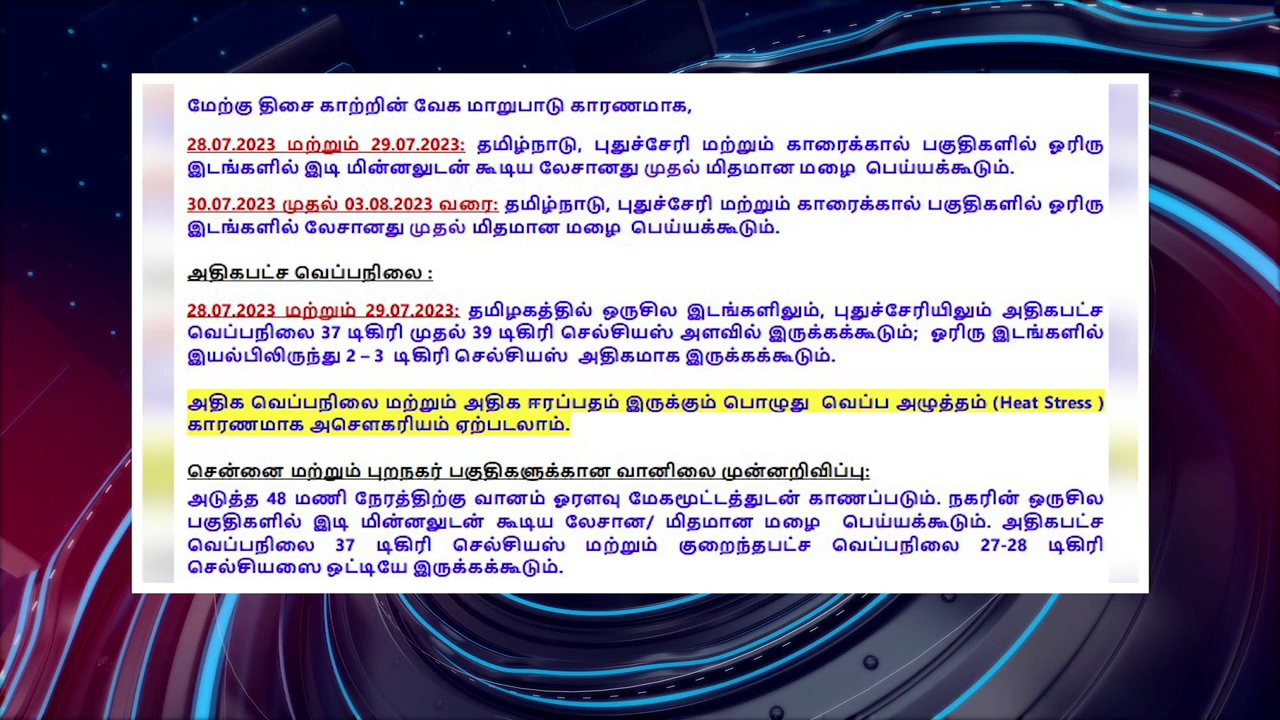 மேற்கு திசை காற்றின் வேக மாறுபாடு காரணமாக,
28.07.2023 மற்றும் 29.07.2023: தமிழ்நாடு, புதுச்சேரி மற்றும் காரைக்கால் பகுதிகளில் ஓரிரு
இடங்களில் இடி மின்னலுடன் கூடிய லேசானது முதல் மிதமான மழை பெய்யக்கூடும்.
30.07.2023 முதல் 03.08.2023 வரை: தமிழ்நாடு, புதுச்சேரி மற்றும் காரைக்கால் பகுதிகளில் ஓரிரு
இடங்களில் லேசானது முதல் மிதமான மழை பெய்யக்கூடும்.
அதிகபட்ச வெப்பநிலை :
28.07.2023 மற்றும் 29.07.2023: தமிழகத்தில் ஒருசில இடங்களிலும், புதுச்சேரியிலும் அதிகபட்ச
வெப்பநிலை 37 டிகிரி முதல் 39 டிகிரி செல்சியஸ் அளவில் இருக்கக்கூடும்; ஓரிரு இடங்களில்
இயல்பிலிருந்து 2 – 3 டிகிரி செல்சியஸ் அதிகமாக இருக்கக்கூடும்.
அதிக வெப்பநிலை மற்றும் அதிக ஈரப்பதம் இருக்கும் பொழுது வெப்ப அழுத்தம் (Heat Stress )
காரணமாக அசௌகரியம் ஏற்படலாம்.
சென்னை மற்றும் புறநகர் பகுதிகளுக்கான வானிலை முன்னறிவிப்பு:
அடுத்த 48 மணி நேரத்திற்கு வானம் ஓரளவு மேகமூட்டத்துடன் காணப்படும். நகரின் ஒருசில
பகுதிகளில் இடி மின்னலுடன் கூடிய லேசான/ மிதமான மழை பெய்யக்கூடும். அதிகபட்ச
வெப்பநிலை 37 டிகிரி செல்சியஸ் மற்றும் குறைந்தபட்ச வெப்பநிலை 27-28 டிகிரி
செல்சியஸை ஒட்டியே இருக்கக்கூடும்.